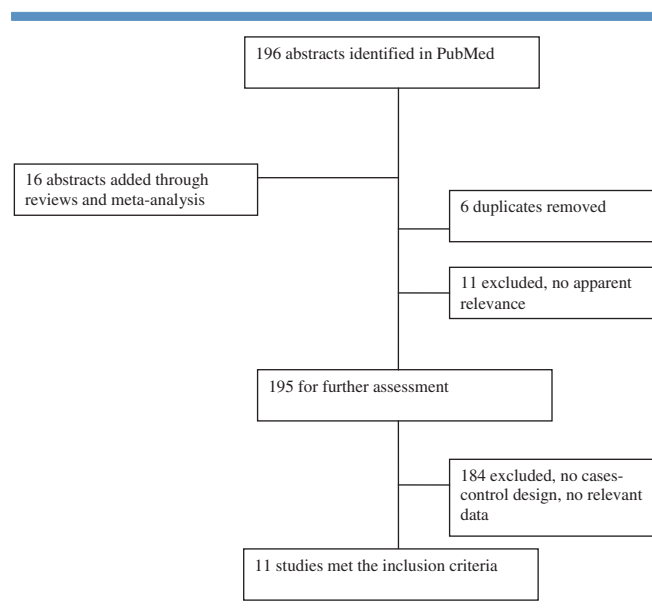 196 abstracts identified in PubMed
16 abstracts added through
reviews and meta-analysis
6 duplicates removed
11 excluded, no apparent
relevance
195 for further assessment
184 excluded, no cases-
control design, no relevant
data
11 studies met the inclusion criteria